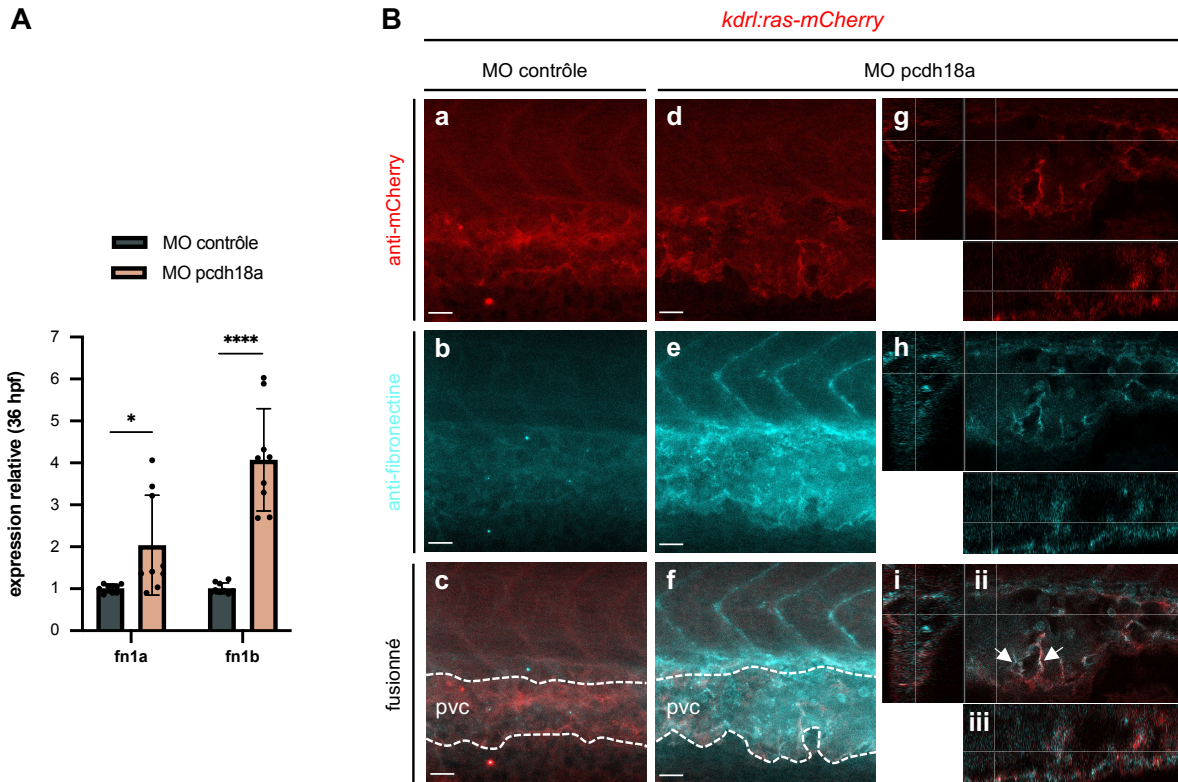 A
B
kdrl:ras-mCherry
MO contrôle
MO pcdh18a
a
d
g
anti-mCherry
MO contrôle
MO pcdh18a
b
e
h
anti-fibronectine
expression relative (36 hpf)
7
6
5
4
3
2
1
0
*
****
fn1a
fn1b
c
f
i
ii
iii
fusionné
pvc
pvc